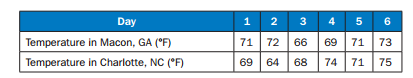 Day 1 2 3 4 5 6
Temperature in Macon, GA (°F) 71 72 66 69 71 73
Temperature in Charlotte, NC (°F) 69 64 68 74 71 75